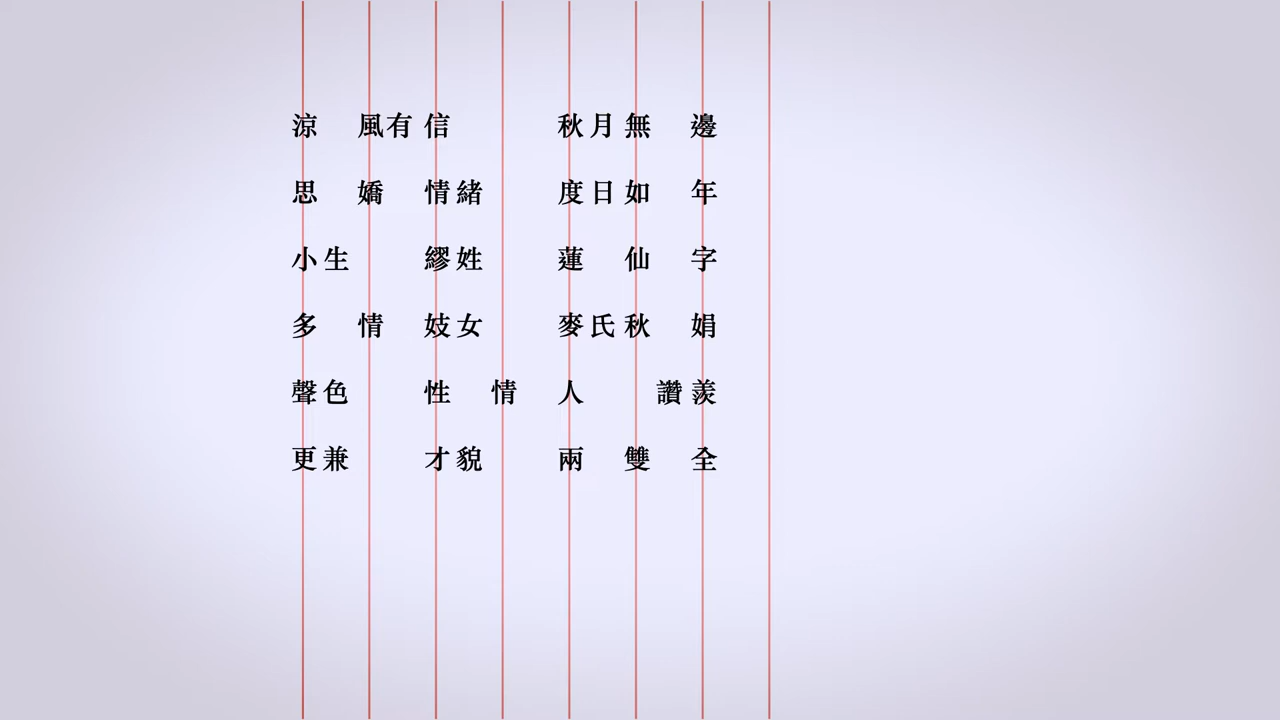 涼 風有 信 秋月無 邊
思 嬌 情緒 度日如 年
小生 繆姓 蓮 仙 字
多 情 妓女 麥氏秋 娟
聲色 性 情 人 讚羨
更兼 才貌 兩 雙 全